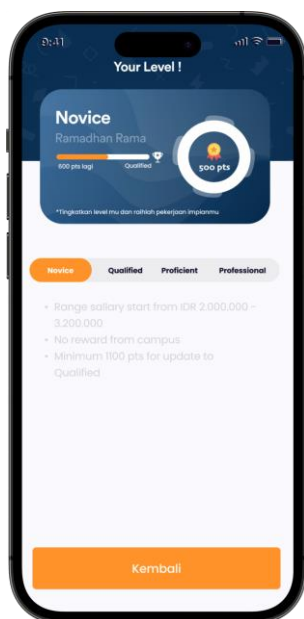 9:41
Your Level !
Novice
Ramadhan Rama
600 pts lagi
Qualified
500 pts
*Tingkatkan level mu dan raihlah pekerjaan impianmu
Novice Qualified Proficient Professional
• Range sallary start from IDR 2.000.000 -
3.200.000
• No reward from campus
• Minimum 1100 pts for update to
Qualified
Kembali